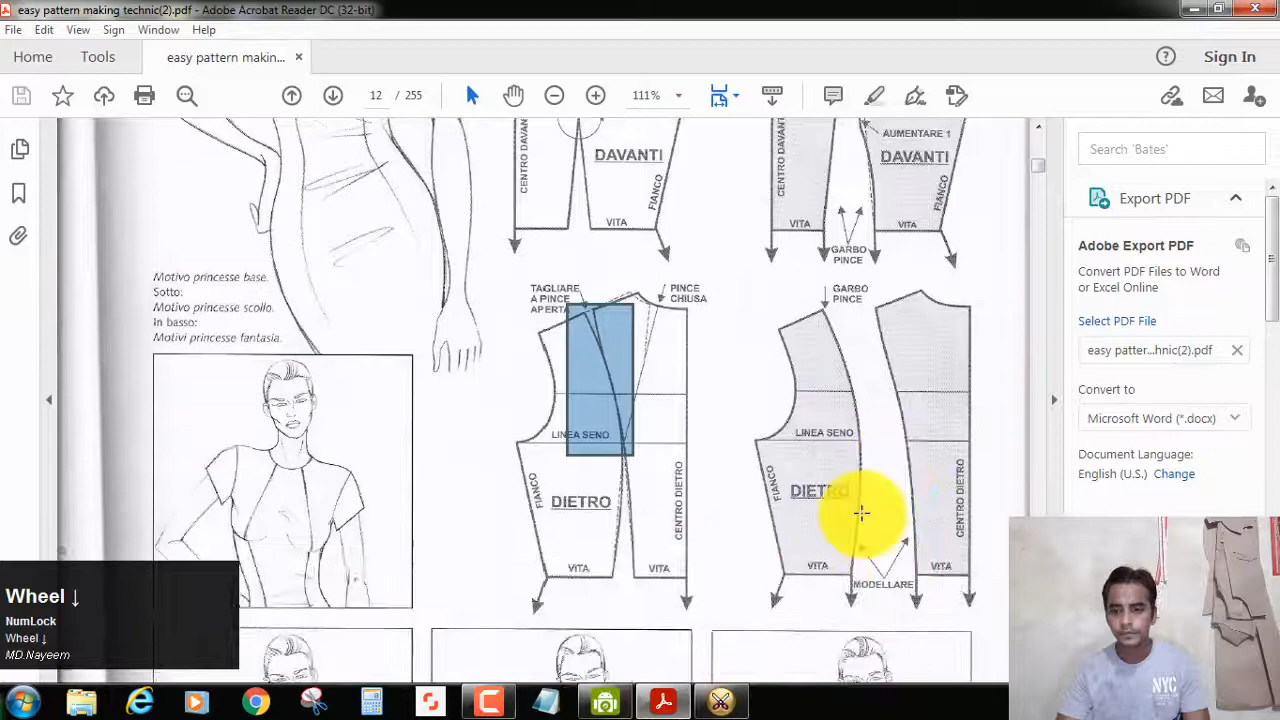 easy pattern making technic(2).pdf - Adobe Acrobat Reader DC (32-bit)
File Edit View Sign Window Help
Home Tools easy pattern makin... × Sign In
12 / 255 111%
CENTRO DAVANT
DAVANTI
FIANCO
VITA
CENTRO DAVANTI
AUMENTARE 1
DAVANTI
FIANCO
VITA VITA
GARBO
PINCE
Motivo princesse base.
Sotto:
Motivo princesse scollo.
In basso:
Motivi princesse fantasia.
TAGLIARE
A PINCE
APERTA
PINCE
CHIUSA
LINEA SENO
FIANCO
DIETRO
CENTRO DIETRO
VITA VITA
GARBO
PINCE
LINEA SENO
FIANCO
DIETRO
CENTRO DIETRO
VITA VITA
MODELLARE
Search 'Bates'
Export PDF
Adobe Export PDF
Convert PDF Files to Word
or Excel Online
Select PDF File
easy patter...hnic(2).pdf
Convert to
Microsoft Word (*.docx)
Document Language:
English (U.S.) Change
Wheel ↓
NumLock
Wheel ↓
MD.Nayeem
NYC